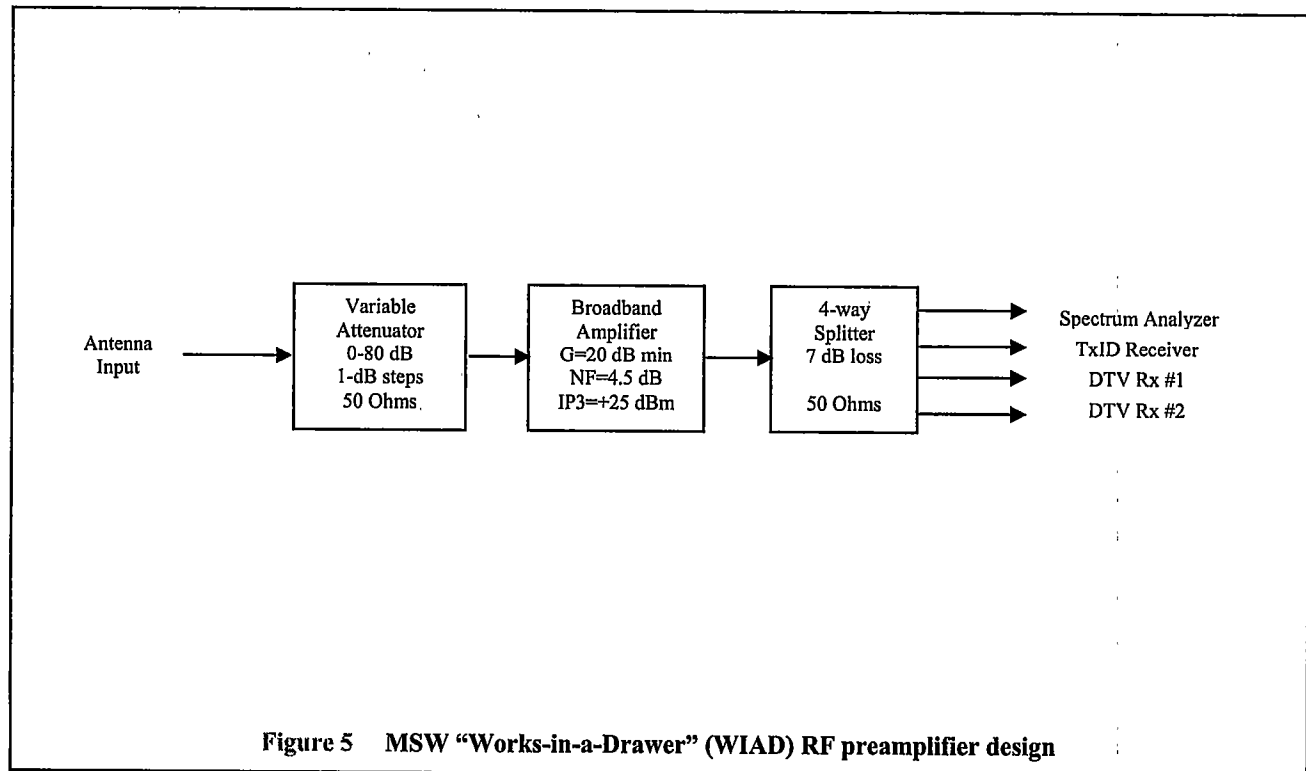 Antenna
Input
Variable
Attenuator
0-80 dB
1-dB steps
50 Ohms
Broadband
Amplifier
G=20 dB min
NF=4.5 dB
IP3=+25 dBm
4-way
Splitter
7 dB loss
50 Ohms
Spectrum Analyzer
TxID Receiver
DTV Rx #1
DTV Rx #2
Figure 5 MSW “Works-in-a-Drawer” (WIAD) RF preamplifier design